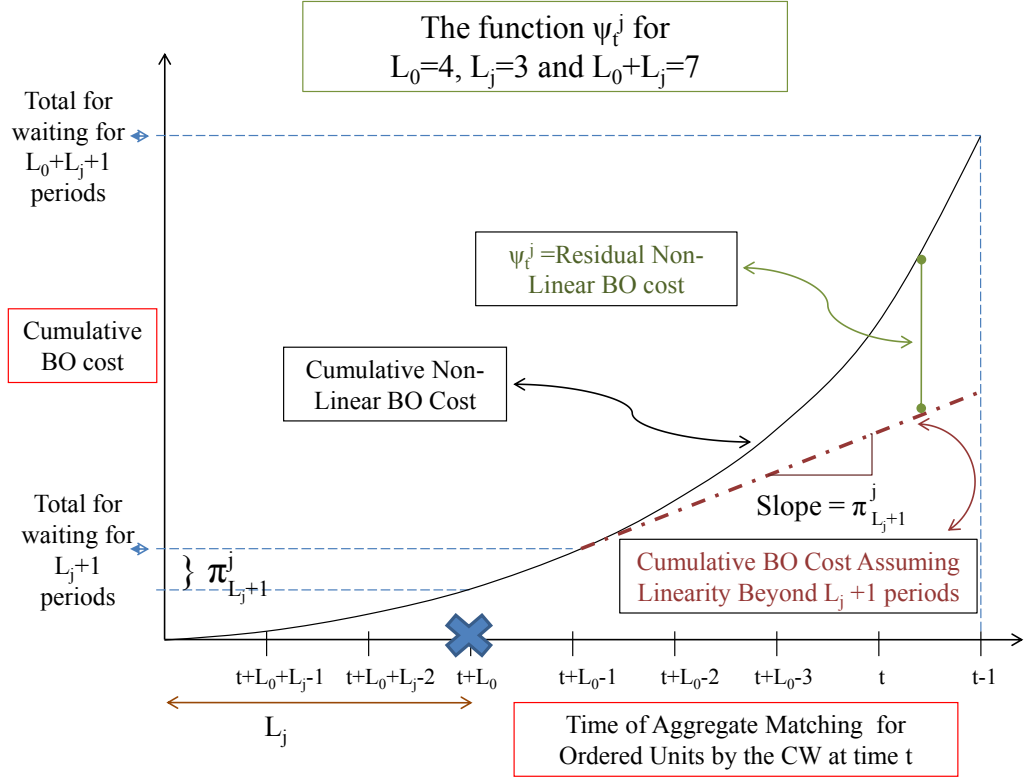 The function ψₜʲ for
L₀=4, Lⱼ=3 and L₀+Lⱼ=7
Total for
waiting for
L₀+Lⱼ+1
periods
ψₜʲ =Residual Non-
Linear BO cost
Cumulative
BO cost
Cumulative Non-
Linear BO Cost
Slope = π^j_{Lⱼ+1}
Total for
waiting for
Lⱼ+1
periods
} π^j_{Lⱼ+1}
Cumulative BO Cost Assuming
Linearity Beyond Lⱼ +1 periods
t+L₀+Lⱼ-1 t+L₀+Lⱼ-2 t+L₀ t+L₀-1 t+L₀-2 t+L₀-3 t t-1
Lⱼ
Time of Aggregate Matching for
Ordered Units by the CW at time t